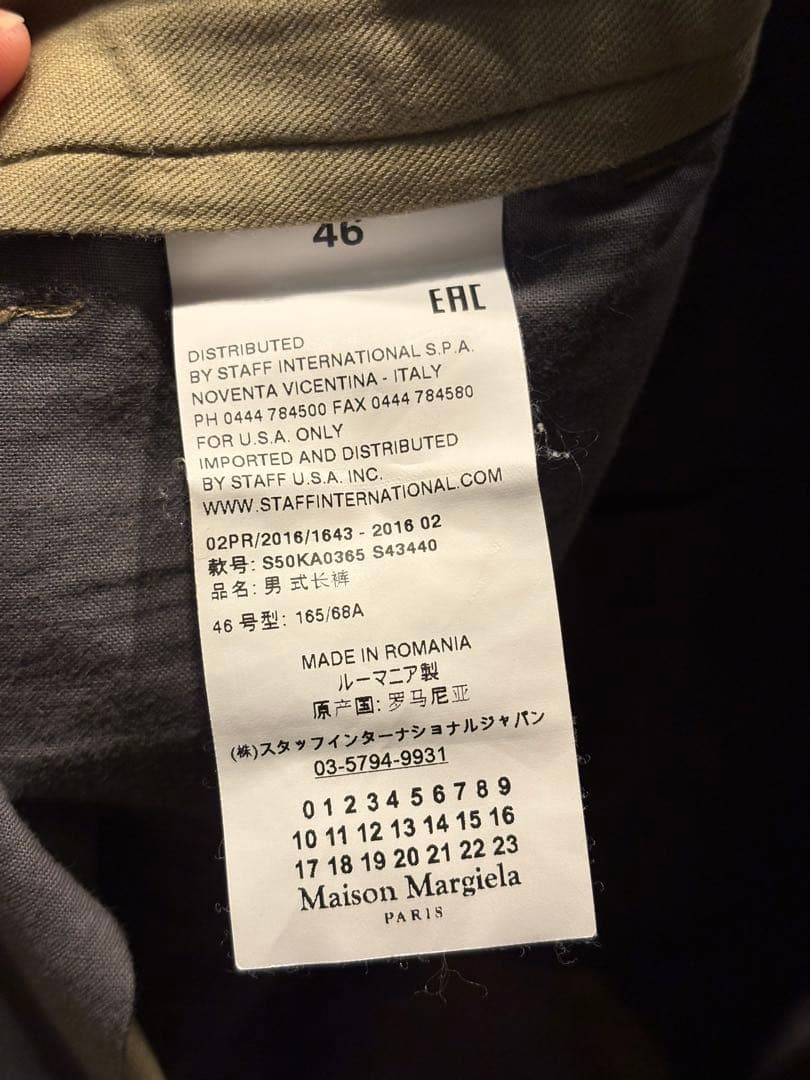 46
EAC
DISTRIBUTED
BY STAFF INTERNATIONAL S.P.A.
NOVENTA VICENTINA - ITALY
PH 0444 784500 FAX 0444 784580
FOR U.S.A. ONLY
IMPORTED AND DISTRIBUTED
BY STAFF U.S.A. INC.
WWW.STAFFINTERNATIONAL.COM
02PR/2016/1643 - 2016 02
款号: S50KA0365 S43440
品名: 男 式长裤
46 号型: 165/68A
MADE IN ROMANIA
ルーマニア製
原产国: 罗马尼亚
(株)スタッフインターナショナルジャパン
03-5794-9931
0 1 2 3 4 5 6 7 8 9
10 11 12 13 14 15 16
17 18 19 20 21 22 23
Maison Margiela
PARIS